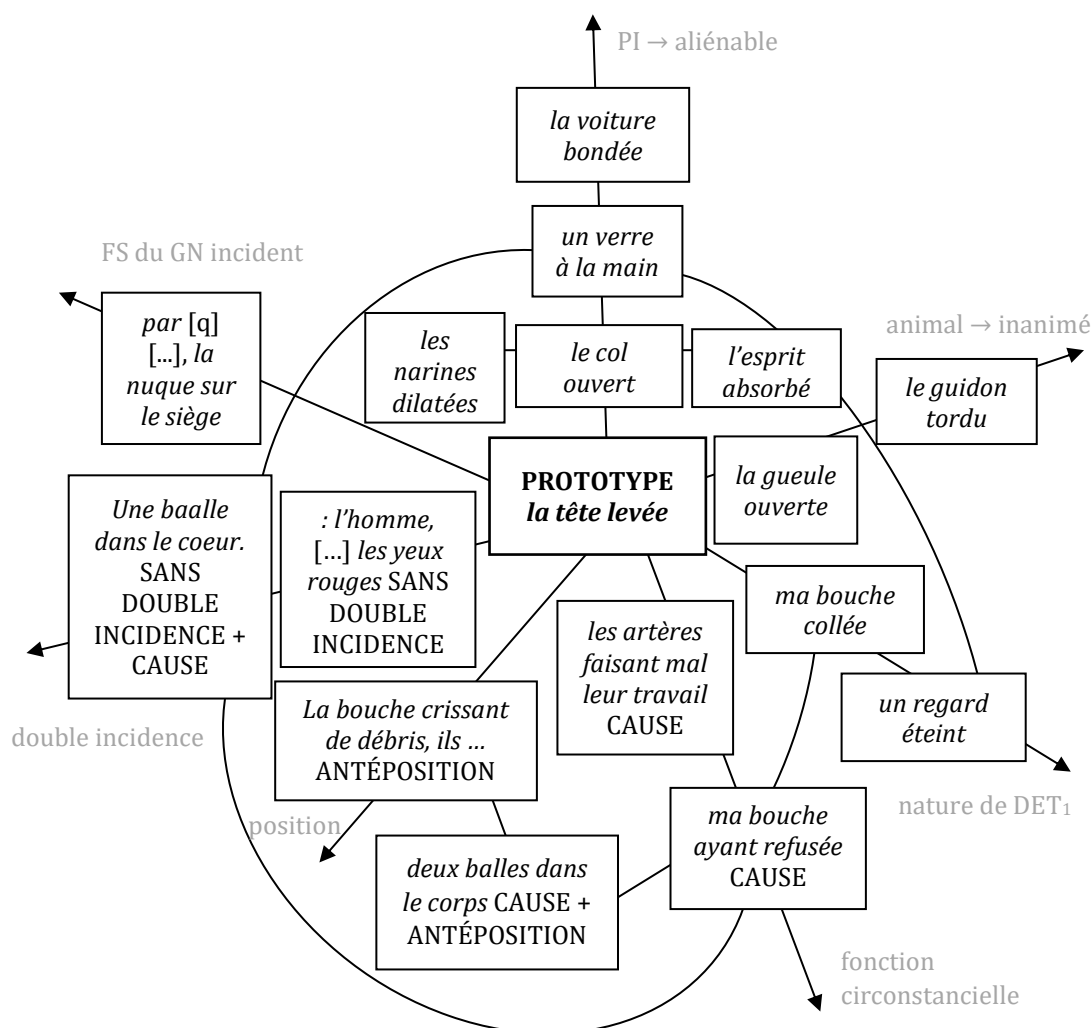 PI → aliénable
la voiture
bondée
un verre
à la main
FS du GN incident
par [q]
[...], la
nuque sur
le siège
les
narines
dilatées
le col
ouvert
l'esprit
absorbé
animal → inanimé
le guidon
tordu
PROTOTYPE
la tête levée
la gueule
ouverte
Une baalle
dans le coeur.
SANS
DOUBLE
INCIDENCE +
CAUSE
: l'homme,
[...] les yeux
rouges SANS
DOUBLE
INCIDENCE
les artères
faisant mal
leur travail
CAUSE
ma bouche
collée
un regard
éteint
double incidence
La bouche crissant
de débris, ils ...
ANTÉPOSITION
nature de DET₁
position
deux balles dans
le corps CAUSE +
ANTÉPOSITION
ma bouche
ayant refusée
CAUSE
fonction
circonstancielle